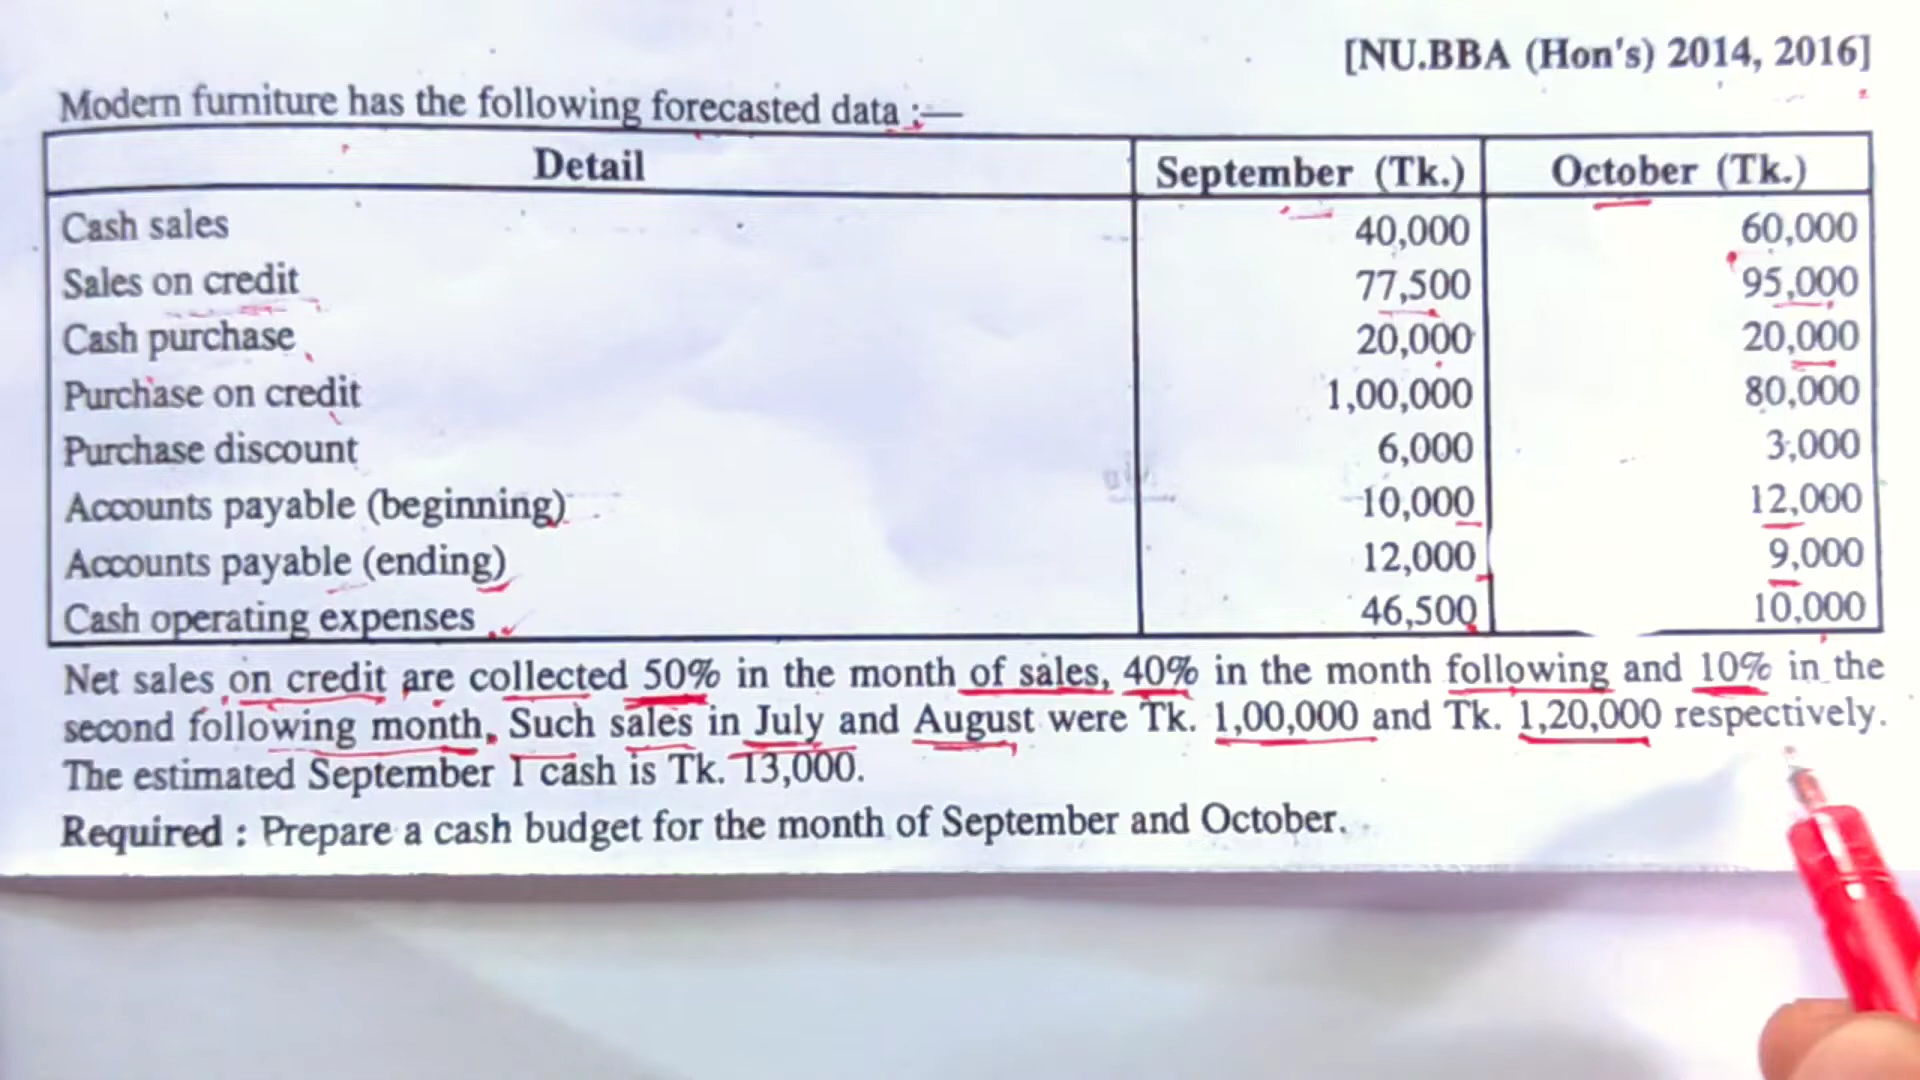 [NU.BBA (Hon's) 2014, 2016]
Modern furniture has the following forecasted data :—
Detail September (Tk.) October (Tk.)
Cash sales 40,000 60,000
Sales on credit 77,500 95,000
Cash purchase 20,000 20,000
Purchase on credit 1,00,000 80,000
Purchase discount 6,000 3,000
Accounts payable (beginning) 10,000 12,000
Accounts payable (ending) 12,000 9,000
Cash operating expenses 46,500 10,000
Net sales on credit are collected 50% in the month of sales, 40% in the month following and 10% in the
second following month. Such sales in July and August were Tk. 1,00,000 and Tk. 1,20,000 respectively.
The estimated September 1 cash is Tk. 13,000.
Required : Prepare a cash budget for the month of September and October.